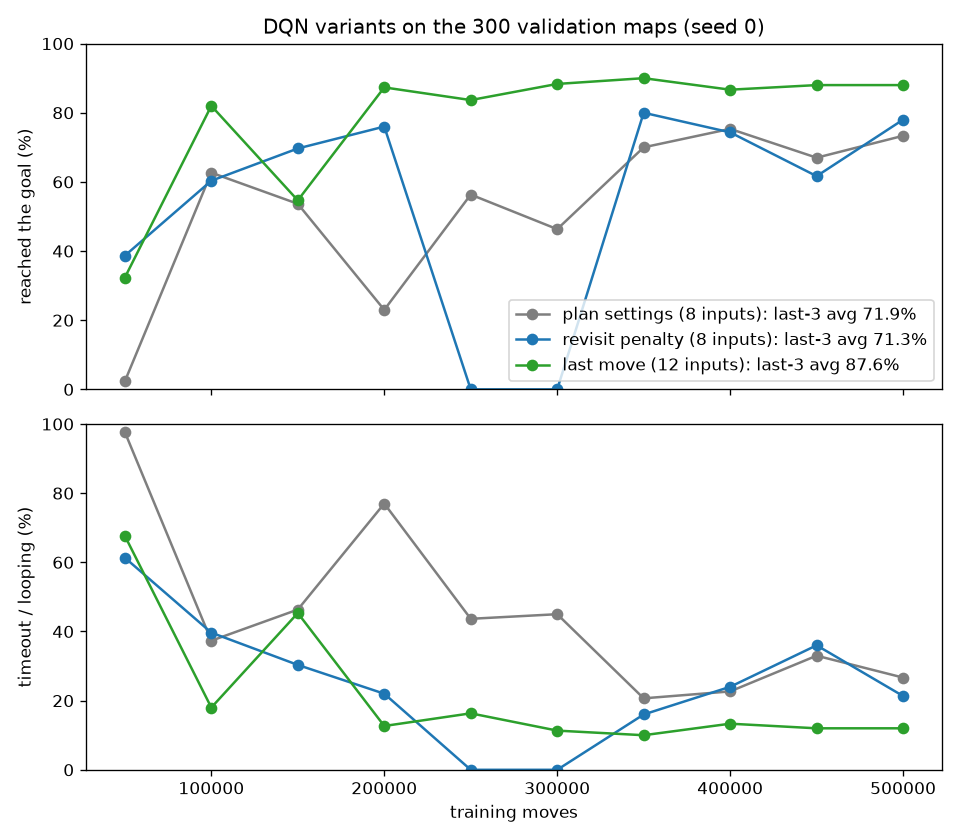 DQN variants on the 300 validation maps (seed 0)
100
80
60
40
20
0
reached the goal (%)
plan settings (8 inputs): last-3 avg 71.9%
revisit penalty (8 inputs): last-3 avg 71.3%
last move (12 inputs): last-3 avg 87.6%
100
80
60
40
20
0
timeout / looping (%)
100000 200000 300000 400000 500000
training moves